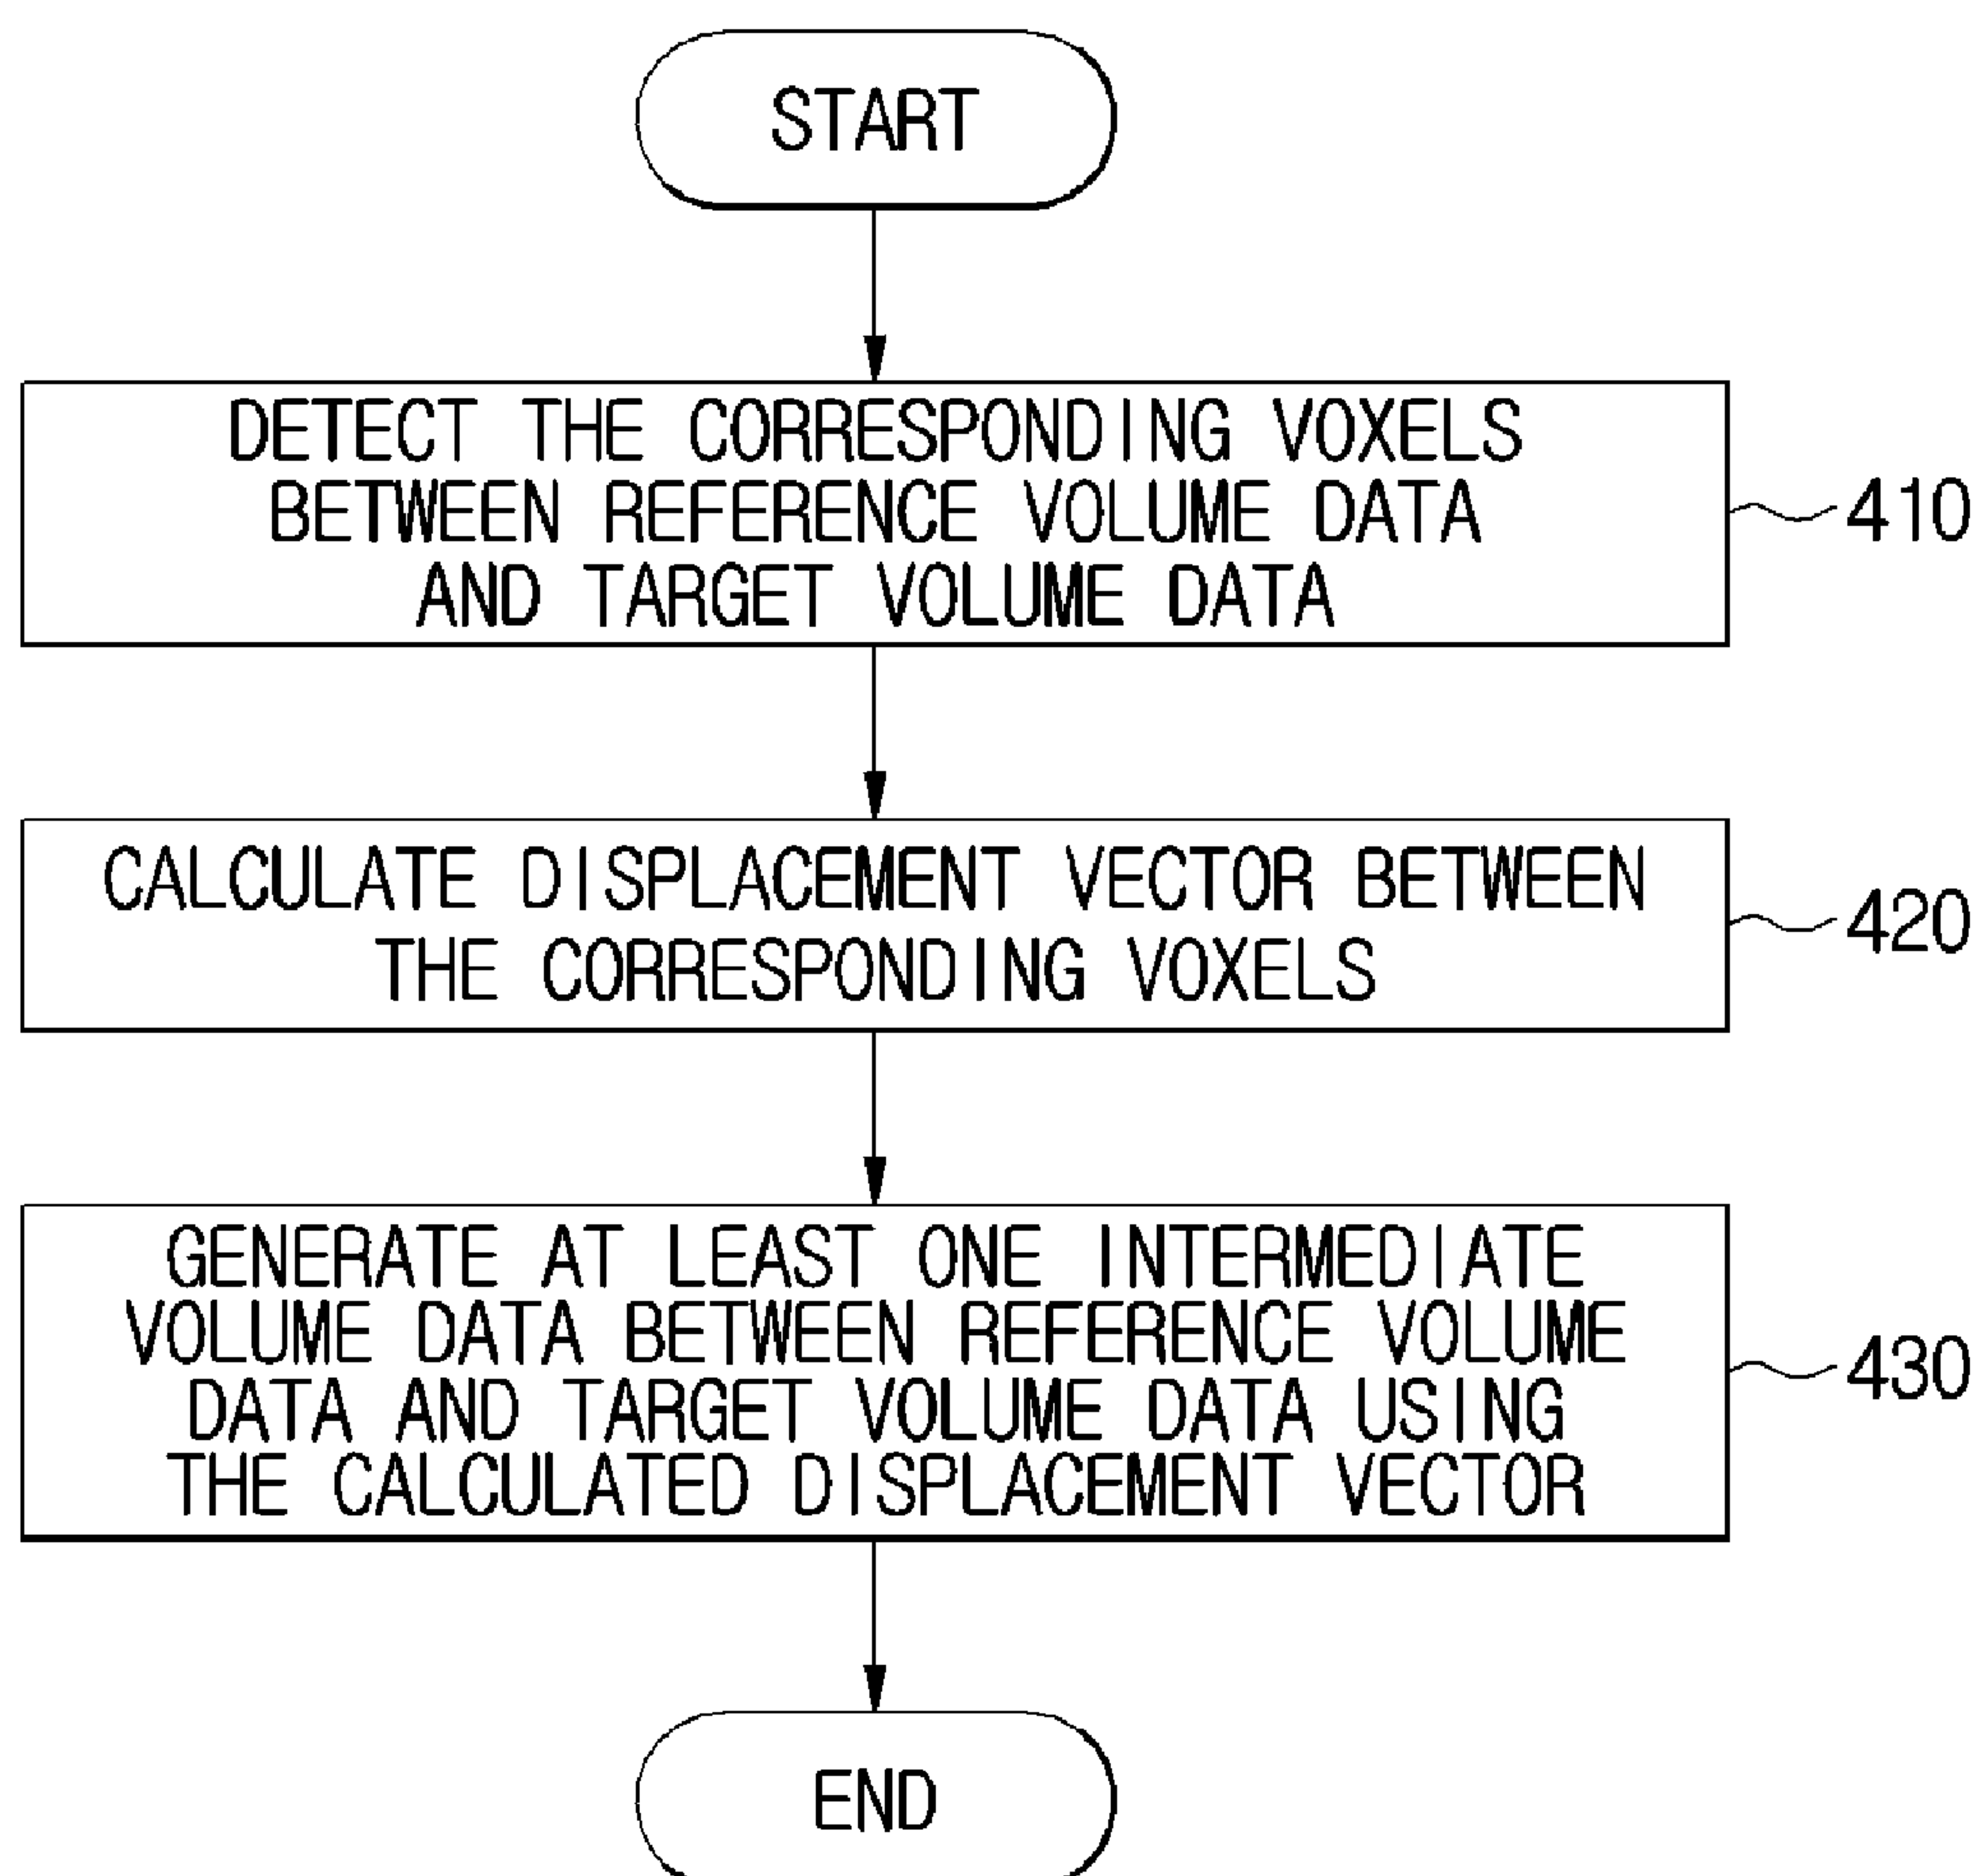 START
DETECT THE CORRESPONDING VOXELS
BETWEEN REFERENCE VOLUME DATA
AND TARGET VOLUME DATA
410
CALCULATE DISPLACEMENT VECTOR BETWEEN
THE CORRESPONDING VOXELS
420
GENERATE AT LEAST ONE INTERMEDIATE
VOLUME DATA BETWEEN REFERENCE VOLUME
DATA AND TARGET VOLUME DATA USING
THE CALCULATED DISPLACEMENT VECTOR
430
END